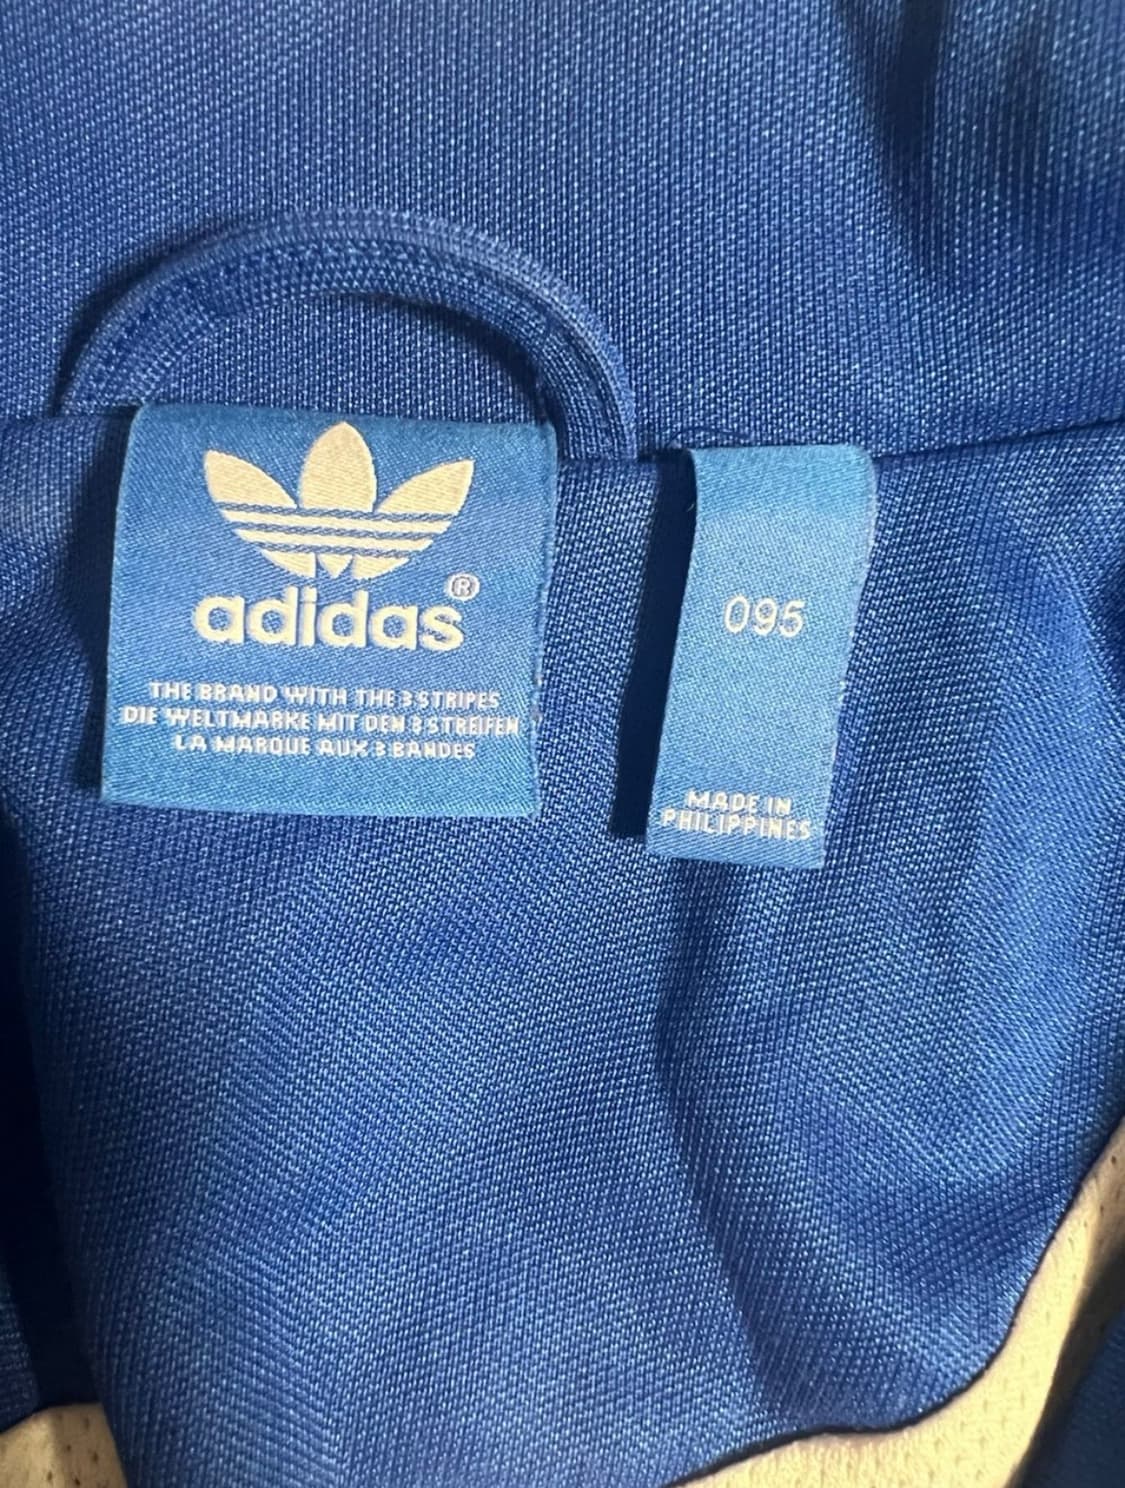 adidas®
THE BRAND WITH THE 3 STRIPES
DIE WELTMARKE MIT DEN 3 STREIFEN
LA MARQUE AUX 3 BANDES
095
MADE IN
PHILIPPINES